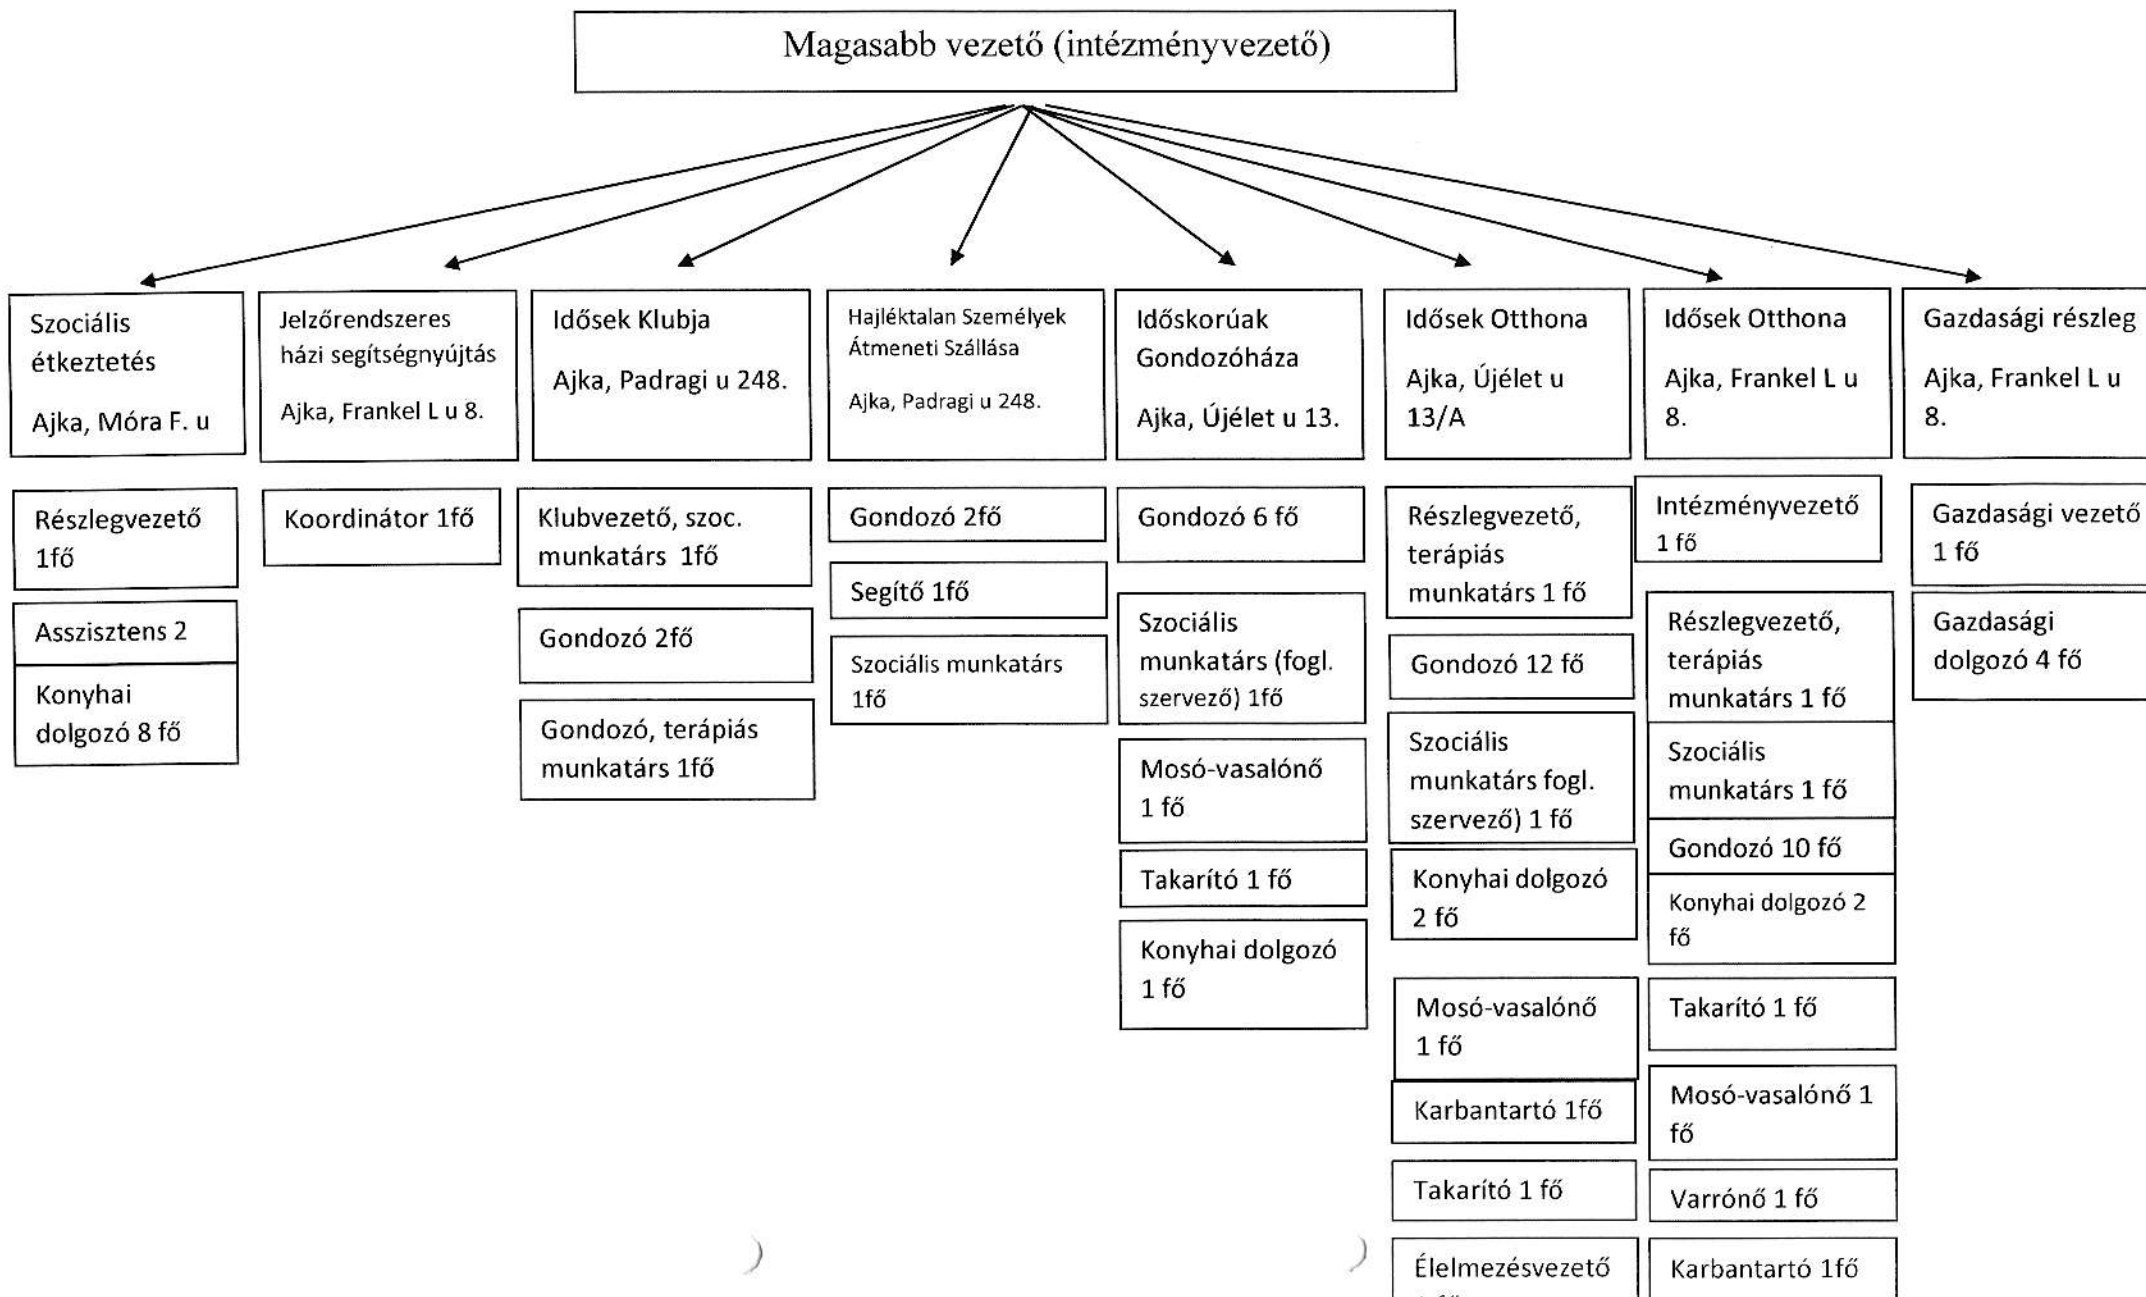 Magasabb vezető (intézményvezető)
Szociális
étkeztetés
Ajka, Móra F. u
Részlegvezető
1fő
Asszisztens 2
Konyhai
dolgozó 8 fő
Jelzőrendszeres
házi segítségnyújtás
Ajka, Frankel L u 8.
Koordinátor 1fő
Idősek Klubja
Ajka, Padragi u 248.
Klubvezető, szoc.
munkatárs 1fő
Gondozó 2fő
Gondozó, terápiás
munkatárs 1fő
Hajléktalan Személyek
Átmeneti Szállása
Ajka, Padragi u 248.
Gondozó 2fő
Segítő 1fő
Szociális munkatárs
1fő
Időskorúak
Gondozóháza
Ajka, Újélet u 13.
Gondozó 6 fő
Szociális
munkatárs (fogl.
szervező) 1fő
Mosó-vasalónő
1 fő
Takarító 1 fő
Konyhai dolgozó
1 fő
Idősek Otthona
Ajka, Újélet u
13/A
Részlegvezető,
terápiás
munkatárs 1 fő
Gondozó 12 fő
Szociális
munkatárs fogl.
szervező) 1 fő
Konyhai dolgozó
2 fő
Mosó-vasalónő
1 fő
Karbantartó 1fő
Takarító 1 fő
Élelmezésvezető
Idősek Otthona
Ajka, Frankel L u
8.
Intézményvezető
1 fő
Részlegvezető,
terápiás
munkatárs 1 fő
Szociális
munkatárs 1 fő
Gondozó 10 fő
Konyhai dolgozó 2
fő
Takarító 1 fő
Mosó-vasalónő 1
fő
Varrónő 1 fő
Karbantartó 1fő
Gazdasági részleg
Ajka, Frankel L u
8.
Gazdasági vezető
1 fő
Gazdasági
dolgozó 4 fő